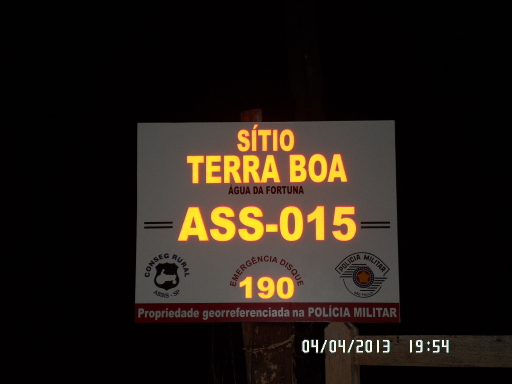 SÍTIO
TERRA BOA
ÁGUA DA FORTUNA
ASS-015
CONSEG RURAL
ASSIS - SP
EMERGÊNCIA DISQUE
190
POLÍCIA MILITAR
Propriedade georreferenciada na POLÍCIA MILITAR
04/04/2013 19:54